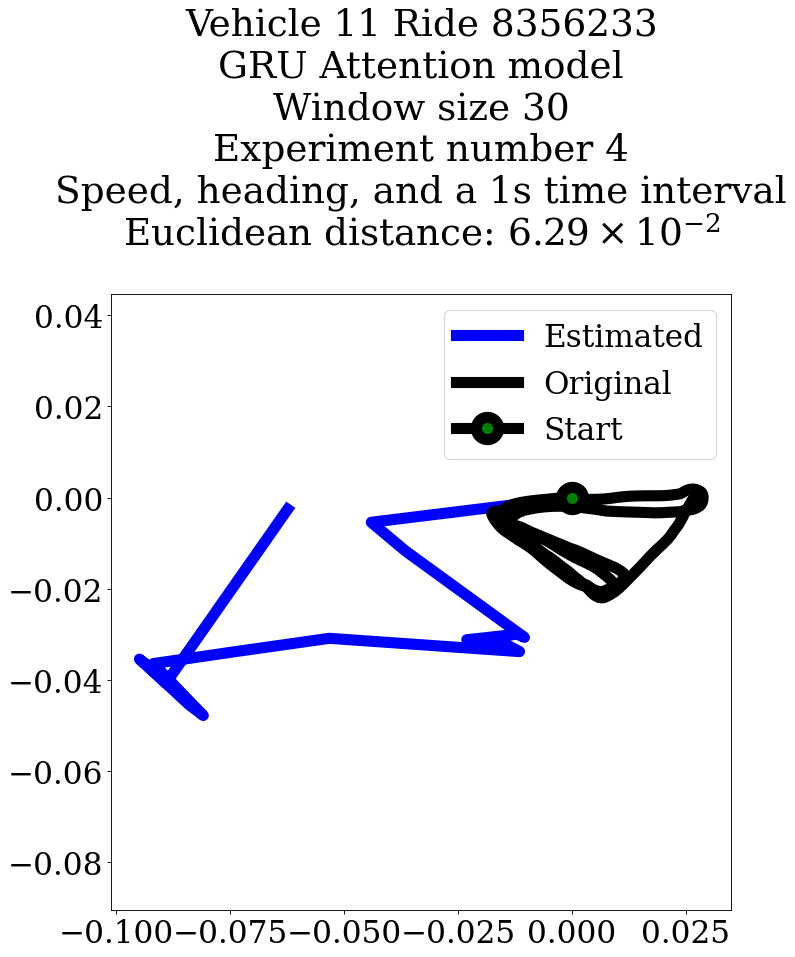 Vehicle 11 Ride 8356233
GRU Attention model
Window size 30
Experiment number 4
Speed, heading, and a 1s time interval
Euclidean distance: 6.29 × 10⁻²
Estimated
Original
Start
0.04
0.02
0.00
−0.02
−0.04
−0.06
−0.08
−0.100 −0.075 −0.050 −0.025 0.000 0.025